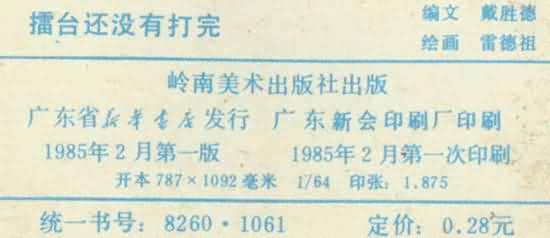 擂台还没有打完
编文 戴胜德
绘画 雷德祖
岭南美术出版社出版
广东省新华书店发行 广东新会印刷厂印刷
1985年2月第一版 1985年2月第一次印刷
开本787×1092毫米 1/64 印张:1.875
统一书号:8260·1061 定价:0.28元